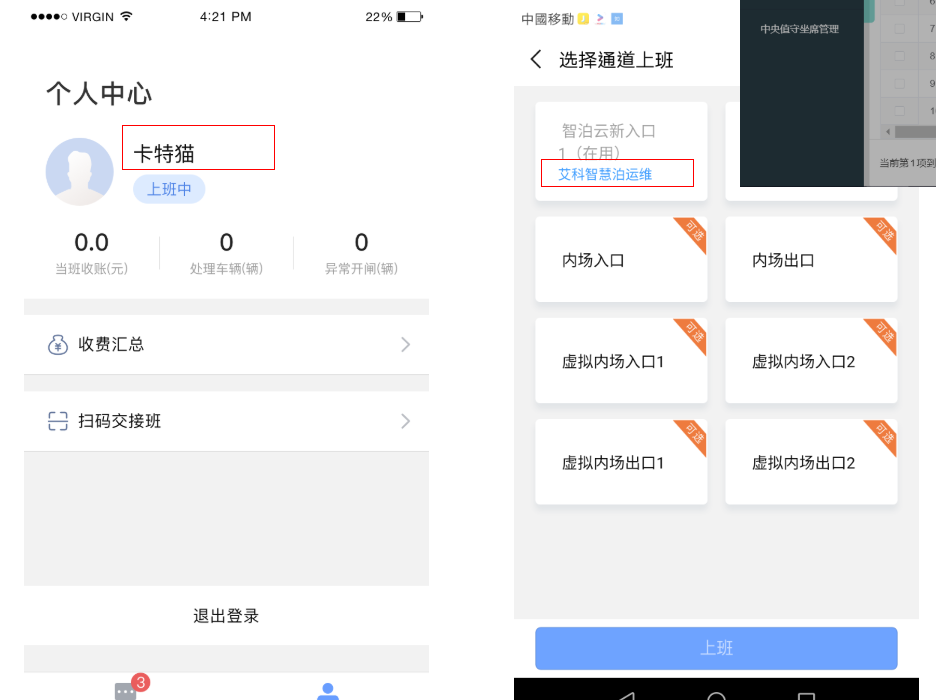 VIRGIN
4:21 PM
22%
个人中心
卡特猫
上班中
0.0
0
0
当班收账(元)
处理车辆(辆)
异常开闸(辆)
收费汇总
扫码交接班
退出登录
3
中國移動
选择通道上班
智泊云新入口
1（在用）
艾科智慧泊运维
内场入口
可选
内场出口
可选
虚拟内场入口1
可选
虚拟内场入口2
可选
虚拟内场出口1
可选
虚拟内场出口2
可选
上班
中央值守坐席管理
7
8
9
当前第1项到